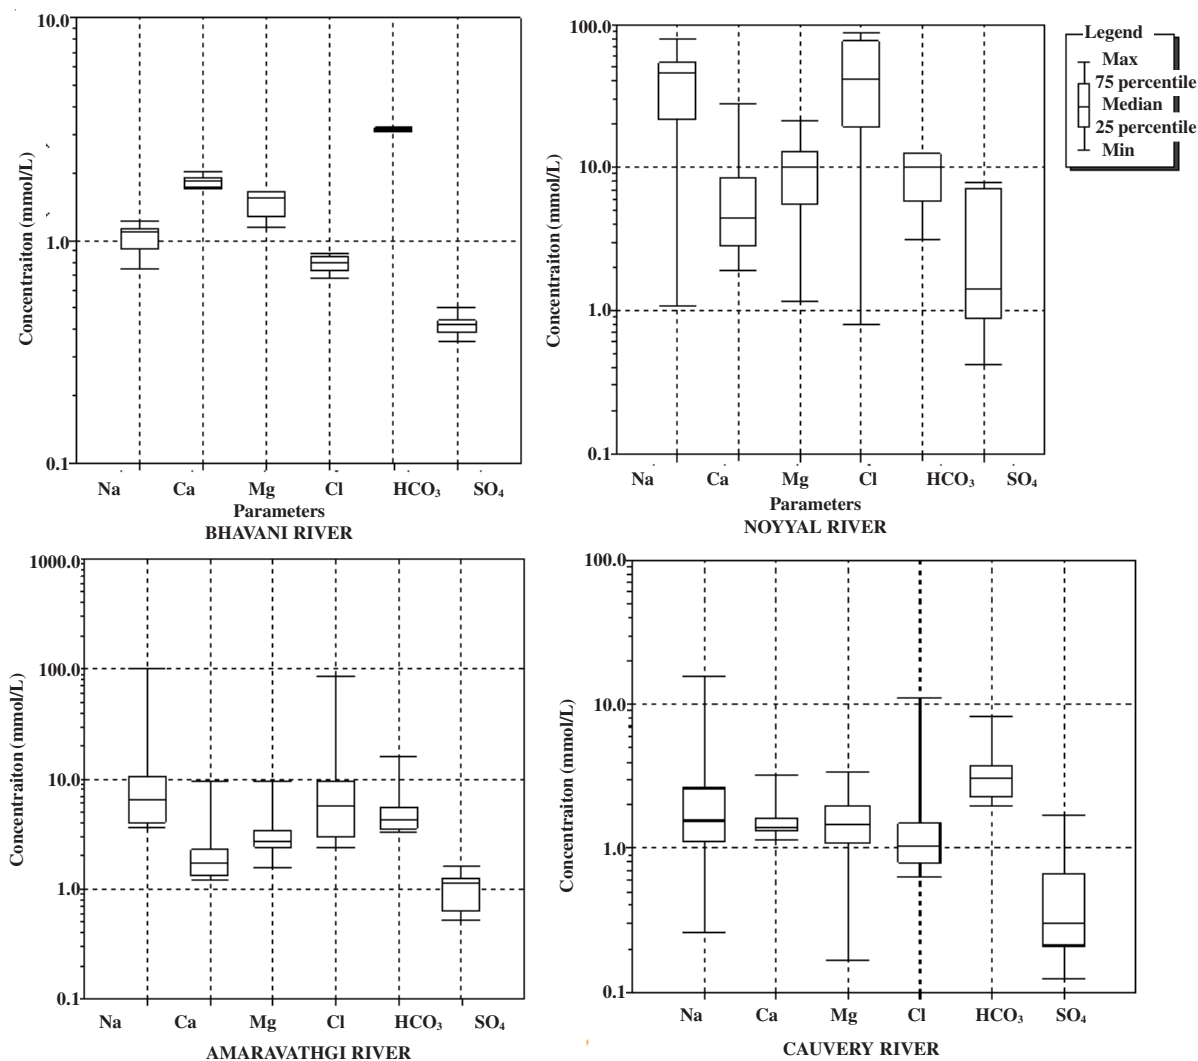 10.0
1.0
0.1
Concentraiton (mmol/L)
Na Ca Mg Cl HCO₃ SO₄
Parameters
BHAVANI RIVER
100.0
10.0
1.0
0.1
Concentraiton (mmol/L)
Na Ca Mg Cl HCO₃ SO₄
Parameters
NOYYAL RIVER
Legend
Max
75 percentile
Median
25 percentile
Min
1000.0
100.0
10.0
1.0
0.1
Concentraiton (mmol/L)
Na Ca Mg Cl HCO₃ SO₄
AMARAVATHGI RIVER
100.0
10.0
1.0
0.1
Concentraiton (mmol/L)
Na Ca Mg Cl HCO₃ SO₄
CAUVERY RIVER